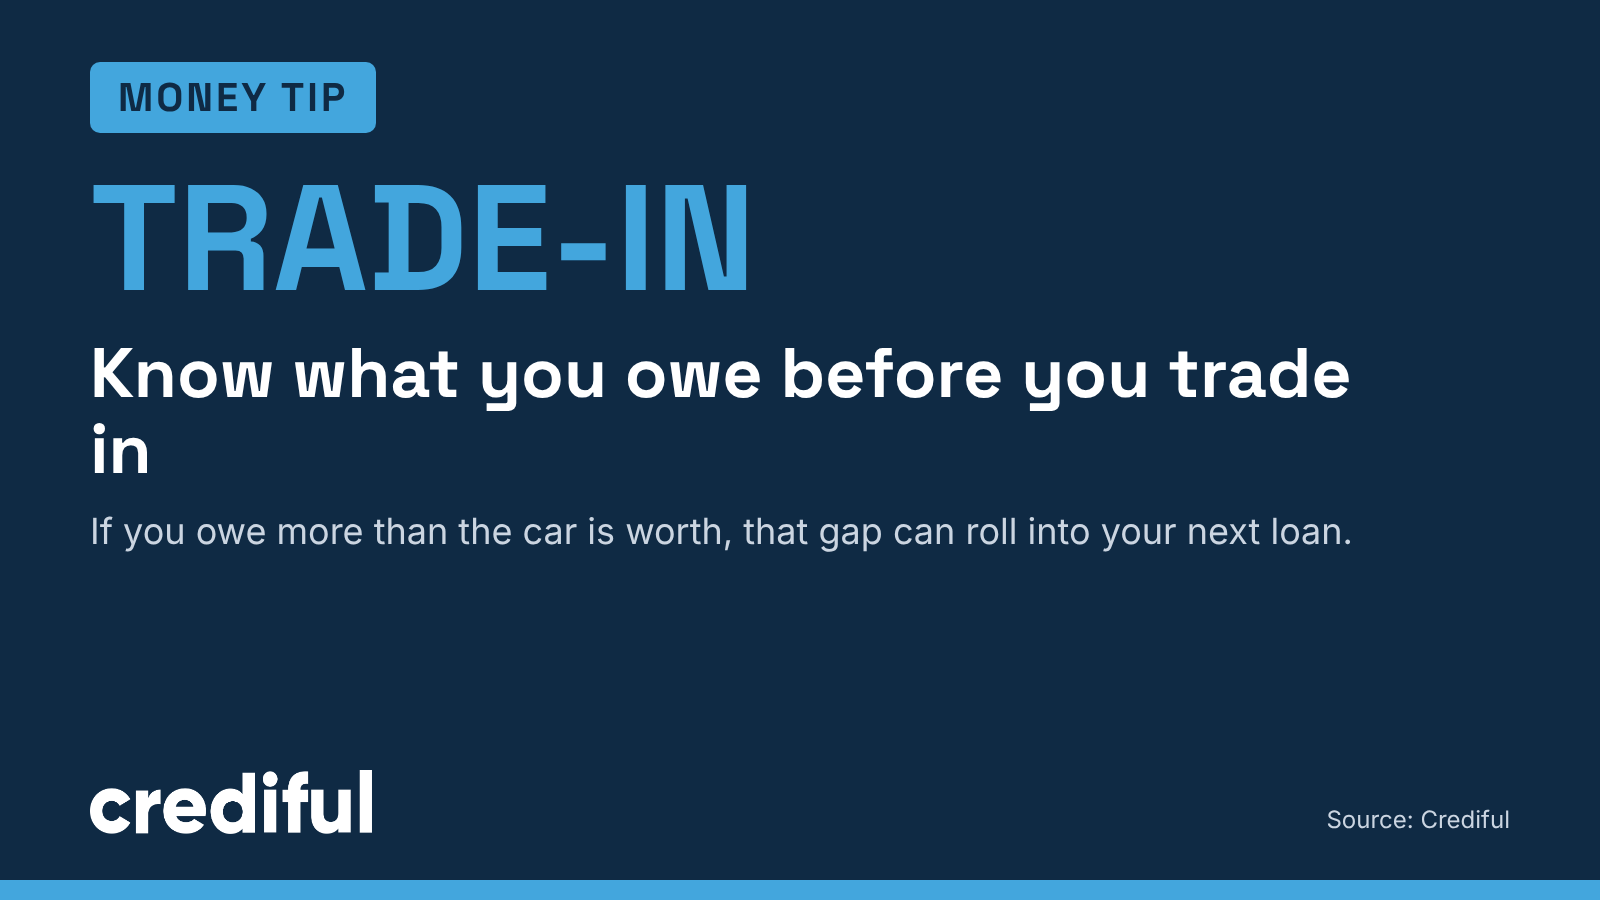 MONEY TIP
TRADE-IN
Know what you owe before you trade
in
If you owe more than the car is worth, that gap can roll into your next loan.
crediful
Source: Crediful